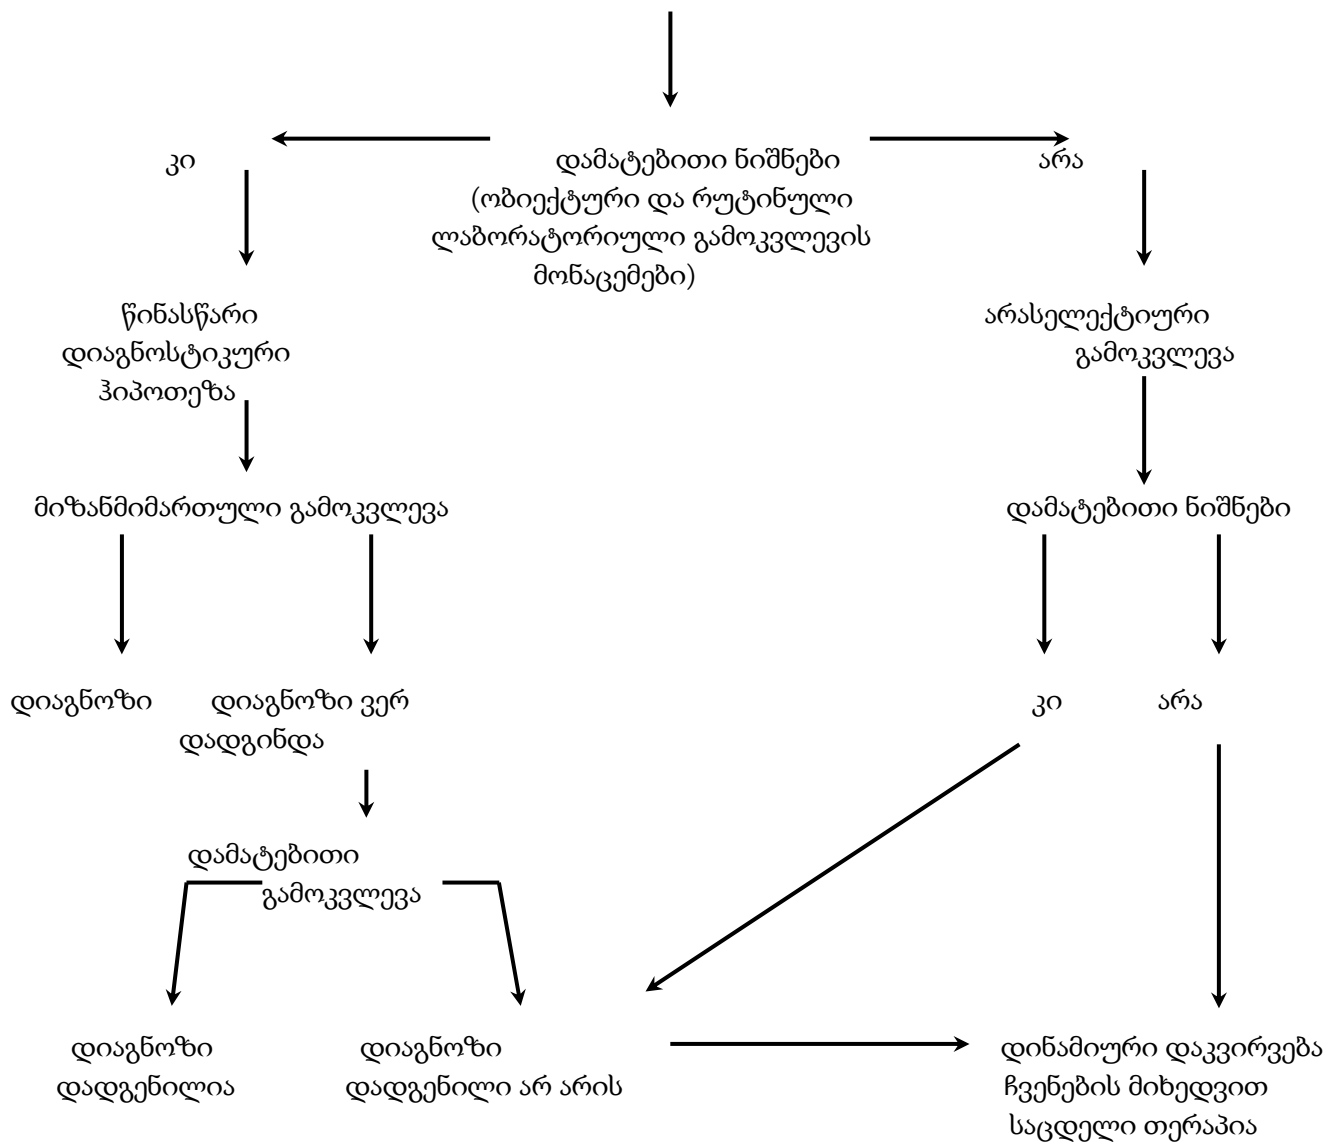 კი
დამატებითი ნიშნები
არა
(ობიექტური და რუტინული
ლაბორატორიული გამოკვლევის
მონაცემები)
წინასწარი
დიაგნოსტიკური
ჰიპოთეზა
არასელექტიური
გამოკვლევა
მიზანმიმართული გამოკვლევა
დამატებითი ნიშნები
დიაგნოზი
დიაგნოზი ვერ
დადგინდა
კი
არა
დამატებითი
გამოკვლევა
დიაგნოზი
დადგენილია
დიაგნოზი
დადგენილი არ არის
დინამიური დაკვირვება
ჩვენების მიხედვით
საცდელი თერაპია